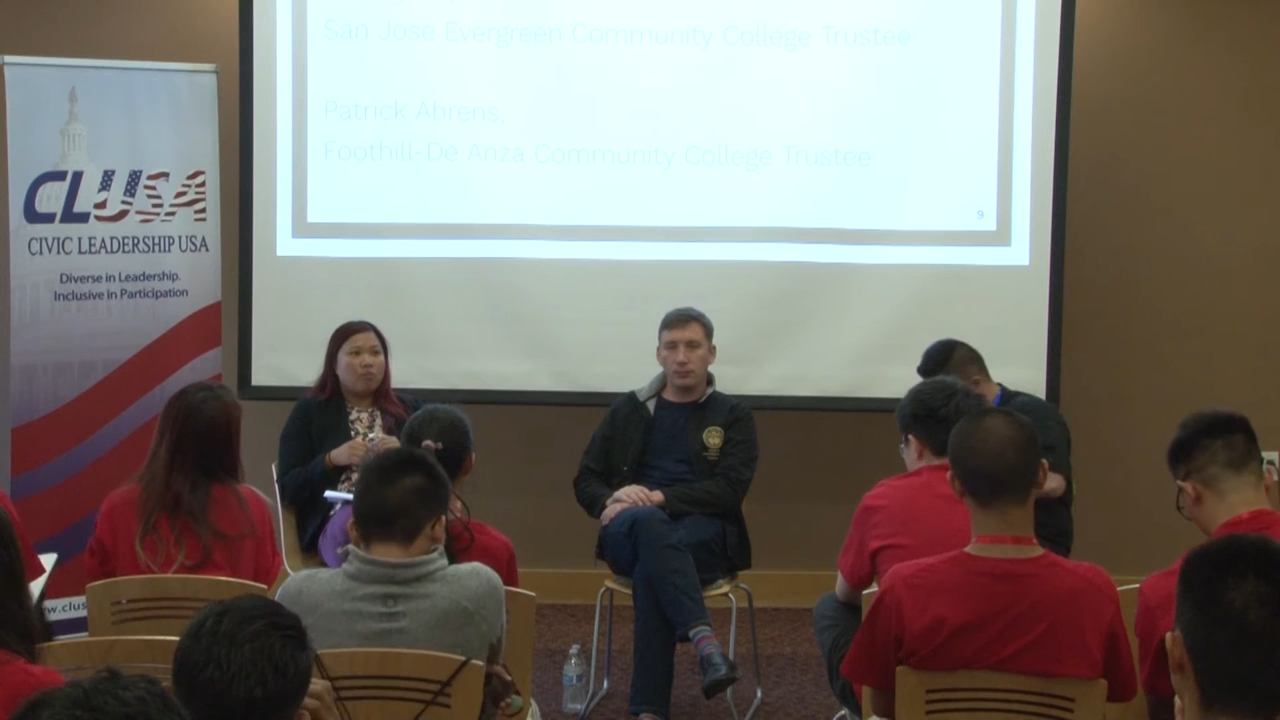 San Jose Evergreen Community College Trustee
Patrick Ahrens,
Foothill-De Anza Community College Trustee
9
CLUSA
CIVIC LEADERSHIP USA
Diverse in Leadership.
Inclusive in Participation